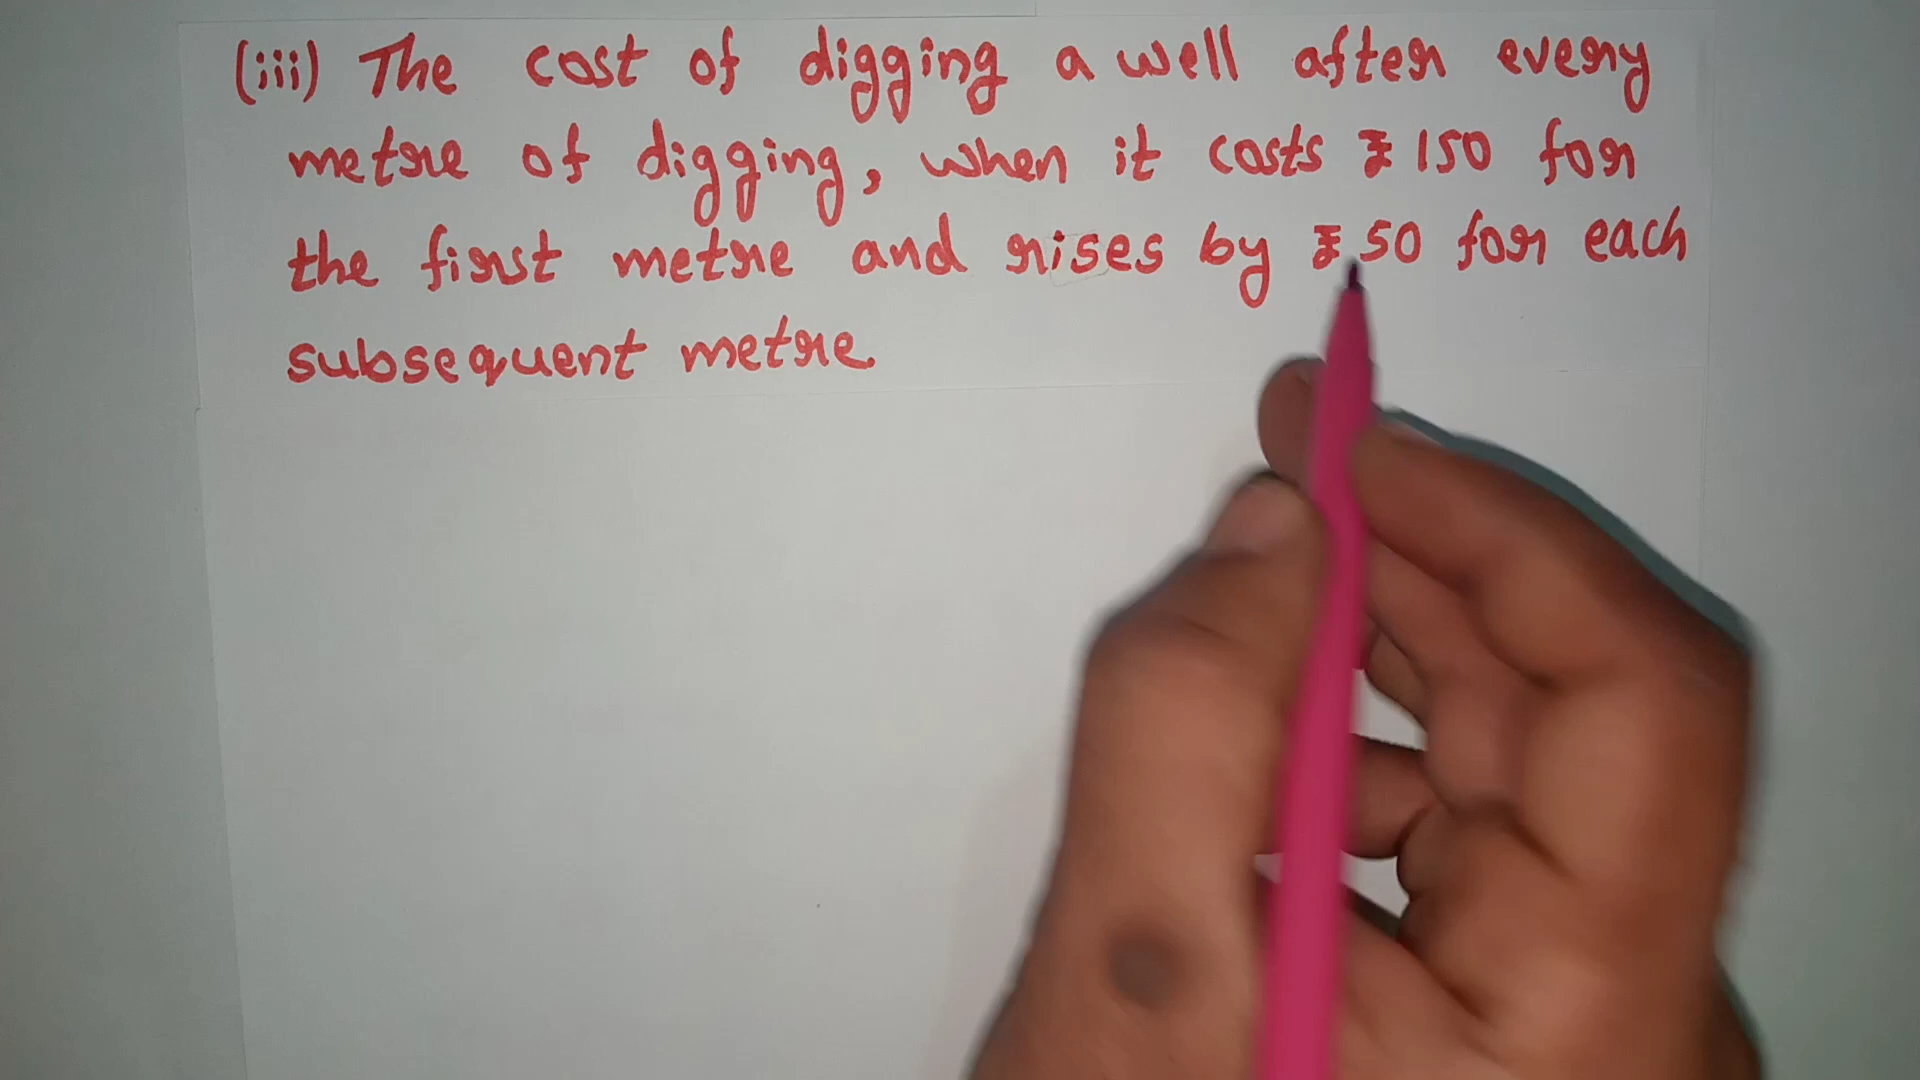 (iii) The cost of digging a well after every
metre of digging, when it costs ₹ 150 for
the first metre and rises by ₹ 50 for each
subsequent metre